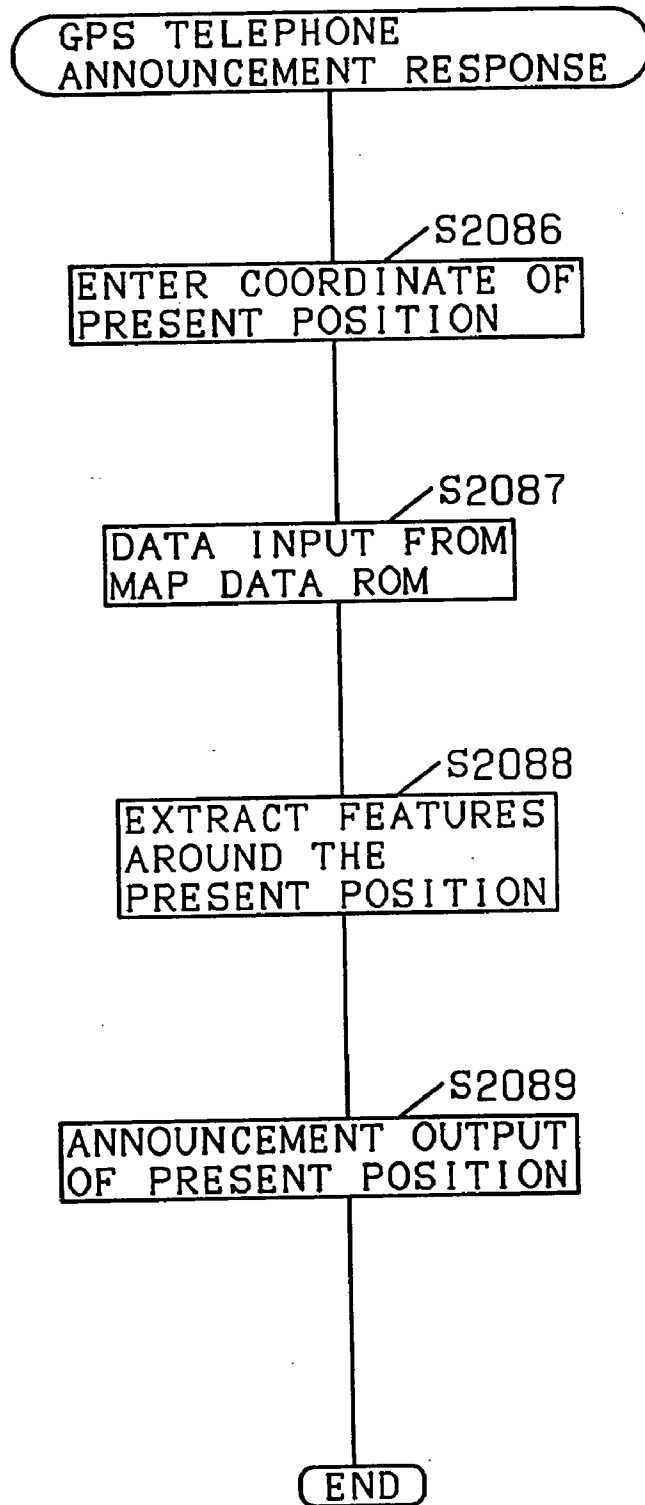 GPS TELEPHONE
ANNOUNCEMENT RESPONSE
S2086
ENTER COORDINATE OF
PRESENT POSITION
S2087
DATA INPUT FROM
MAP DATA ROM
S2088
EXTRACT FEATURES
AROUND THE
PRESENT POSITION
S2089
ANNOUNCEMENT OUTPUT
OF PRESENT POSITION
END